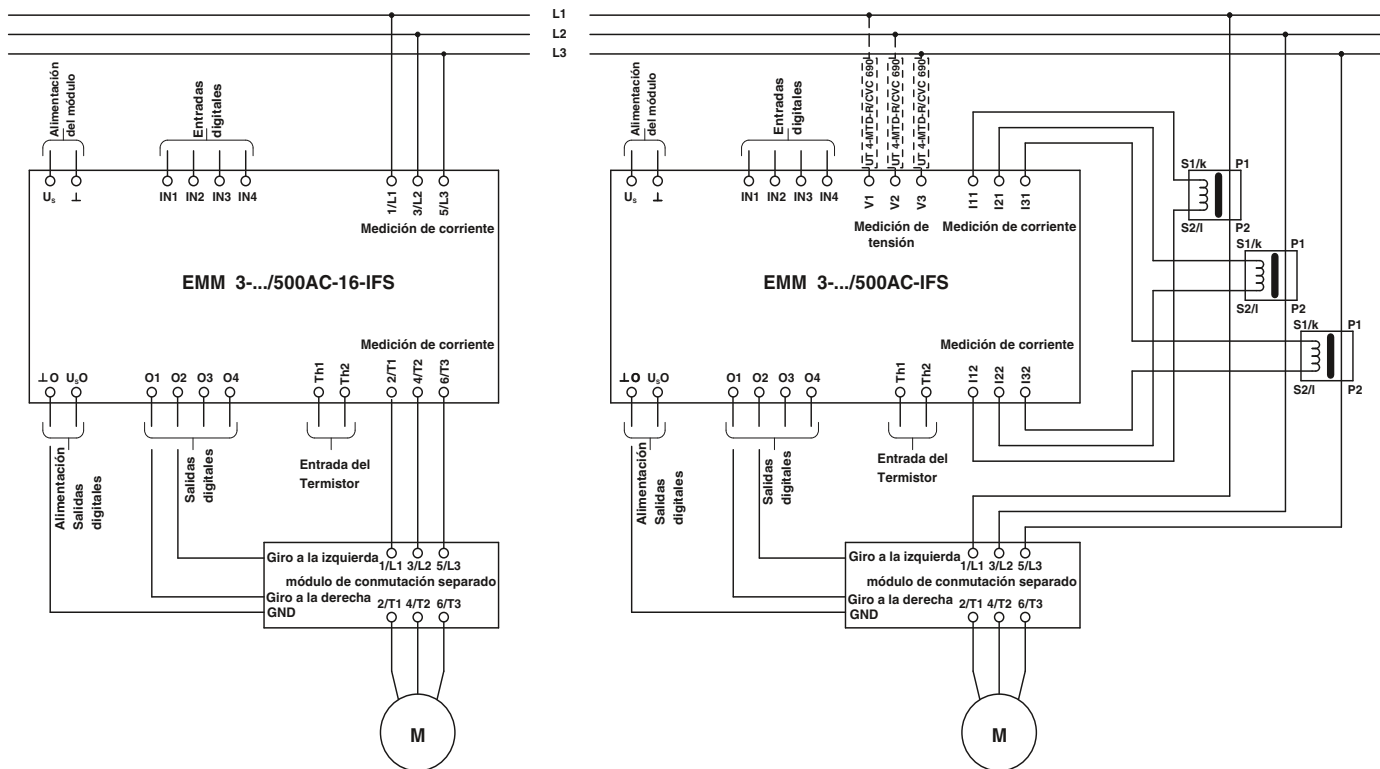 L1
L2
L3
Alimentación
del módulo
Entradas
digitales
Us
⊥
IN1
IN2
IN3
IN4
1/L1
3/L2
5/L3
Medición de corriente
EMM 3-.../500AC-16-IFS
Medición de corriente
⊥O
UsO
O1
O2
O3
O4
Th1
Th2
2/T1
4/T2
6/T3
Alimentación
Salidas
digitales
Salidas
digitales
Entrada del
Termistor
Giro a la izquierda
1/L1
3/L2
5/L3
módulo de conmutación separado
Giro a la derecha
GND
2/T1
4/T2
6/T3
M
Alimentación
del módulo
Entradas
digitales
UT 4-MTD-R/CVC 690
UT 4-MTD-R/CVC 690
UT 4-MTD-R/CVC 690
Us
⊥
IN1
IN2
IN3
IN4
V1
V2
V3
I11
I21
I31
Medición de
tensión
Medición de corriente
EMM 3-.../500AC-IFS
Medición de corriente
⊥O
UsO
O1
O2
O3
O4
Th1
Th2
I12
I22
I32
S1/k
P1
S2/l
P2
S1/k
P1
S2/l
P2
S1/k
P1
S2/l
P2
Alimentación
Salidas
digitales
Salidas
digitales
Entrada del
Termistor
Giro a la izquierda
1/L1
3/L2
5/L3
módulo de conmutación separado
Giro a la derecha
GND
2/T1
4/T2
6/T3
M